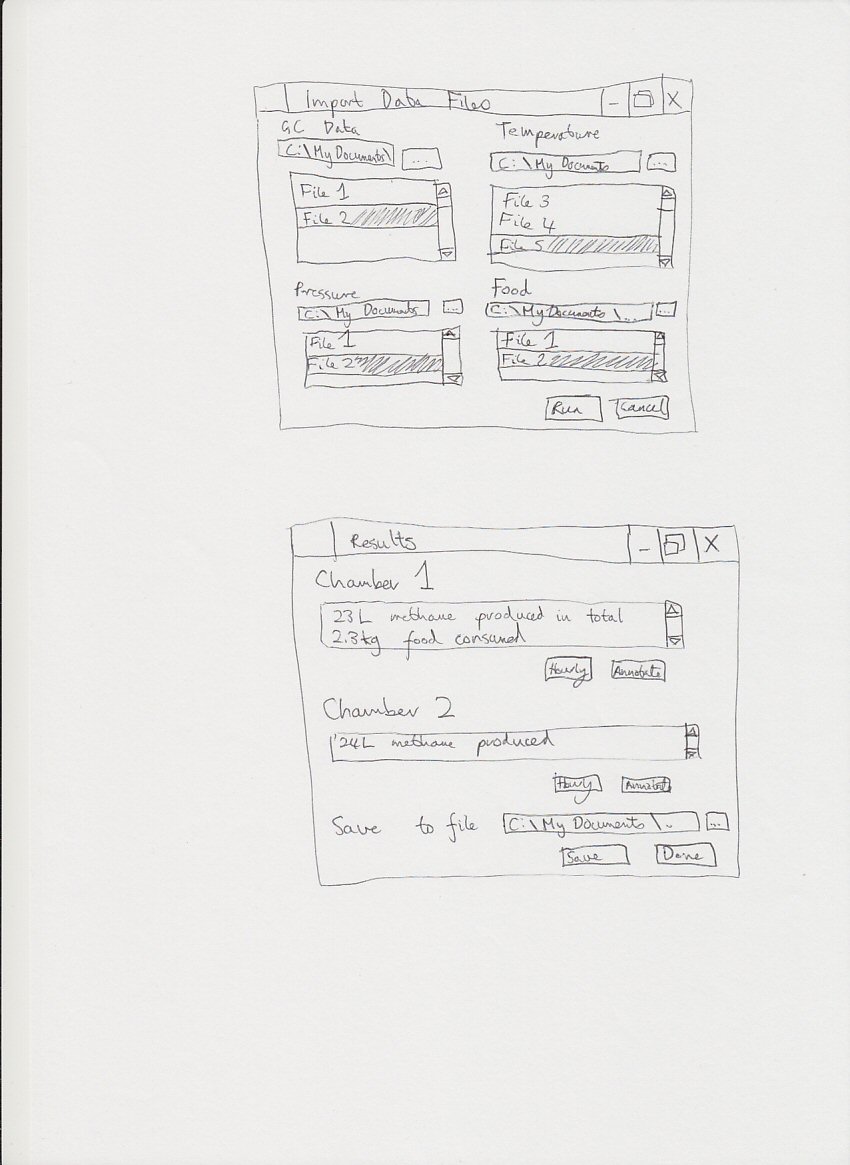 Import Data Files
- X
GC Data
C:\My Documents\
...
File 1
File 2
Temperature
C:\My Documents
...
File 3
File 4
File 5
Pressure
C:\My Documents
...
File 1
File 2
Food
C:\My Documents\...
...
File 1
File 2
Run
Cancel
Results
- X
Chamber 1
23L methane produced in total
2.3kg food consumed
Hourly
Annotate
Chamber 2
24L methane produced
Hourly
Annotate
Save to file
C:\My Documents\..
...
Save
Done